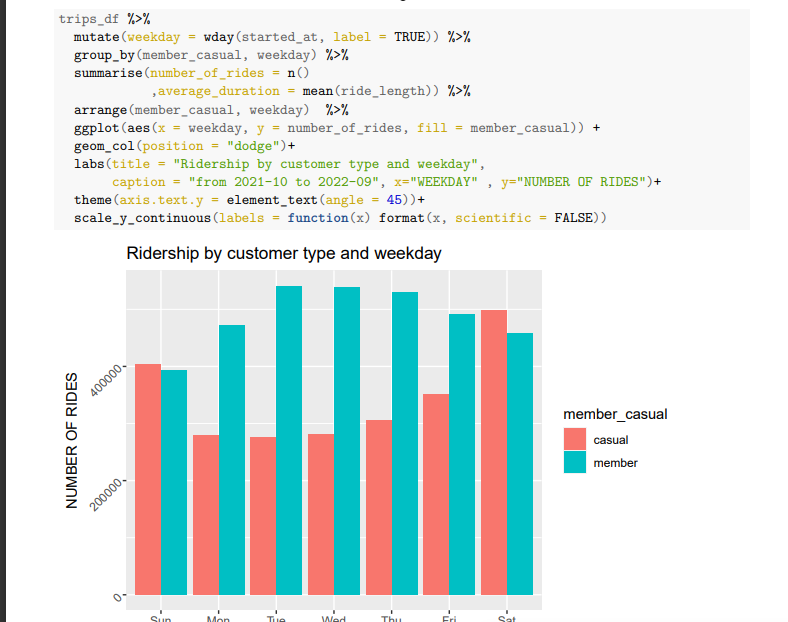 trips_df %>%
mutate(weekday = wday(started_at, label = TRUE)) %>%
group_by(member_casual, weekday) %>%
summarise(number_of_rides = n()
,average_duration = mean(ride_length)) %>%
arrange(member_casual, weekday)  %>%
ggplot(aes(x = weekday, y = number_of_rides, fill = member_casual)) +
geom_col(position = "dodge")+
labs(title = "Ridership by customer type and weekday",
caption = "from 2021-10 to 2022-09", x="WEEKDAY" , y="NUMBER OF RIDES")+
theme(axis.text.y = element_text(angle = 45))+
scale_y_continuous(labels = function(x) format(x, scientific = FALSE))
Ridership by customer type and weekday
NUMBER OF RIDES
400000
200000
0
member_casual
casual
member
Sun Mon Tue Wed Thu Fri Sat